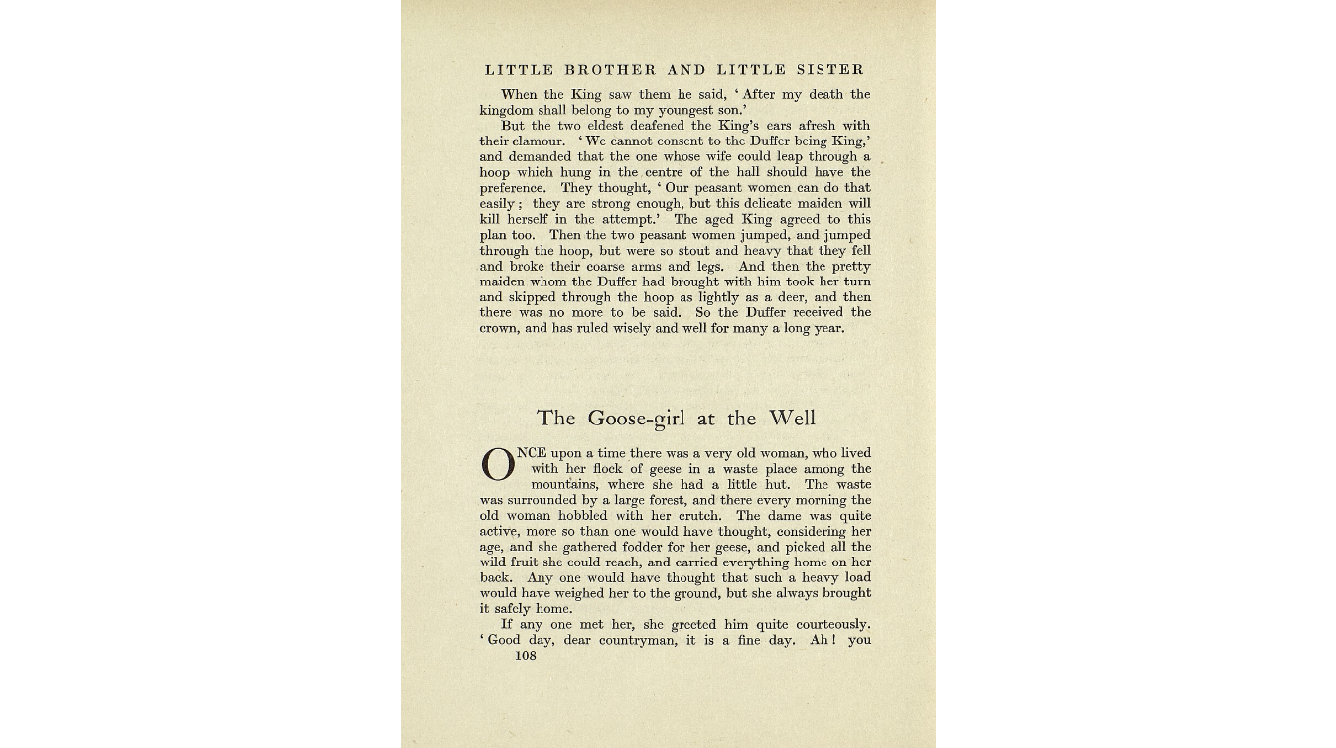 LITTLE BROTHER AND LITTLE SISTER
When the King saw them he said, ‘ After my death the
kingdom shall belong to my youngest son.’
But the two eldest deafened the King’s ears afresh with
their clamour. ‘ We cannot consent to the Duffer being King,’
and demanded that the one whose wife could leap through a
hoop which hung in the centre of the hall should have the
preference. They thought, ‘ Our peasant women can do that
easily ; they are strong enough, but this delicate maiden will
kill herself in the attempt.’ The aged King agreed to this
plan too. Then the two peasant women jumped, and jumped
through the hoop, but were so stout and heavy that they fell
and broke their coarse arms and legs. And then the pretty
maiden whom the Duffer had brought with him took her turn
and skipped through the hoop as lightly as a deer, and then
there was no more to be said. So the Duffer received the
crown, and has ruled wisely and well for many a long year.
The Goose-girl at the Well
ONCE upon a time there was a very old woman, who lived
with her flock of geese in a waste place among the
mountains, where she had a little hut. The waste
was surrounded by a large forest, and there every morning the
old woman hobbled with her crutch. The dame was quite
active, more so than one would have thought, considering her
age, and she gathered fodder for her geese, and picked all the
wild fruit she could reach, and carried everything home on her
back. Any one would have thought that such a heavy load
would have weighed her to the ground, but she always brought
it safely home.
If any one met her, she greeted him quite courteously.
‘ Good day, dear countryman, it is a fine day. Ah ! you
108